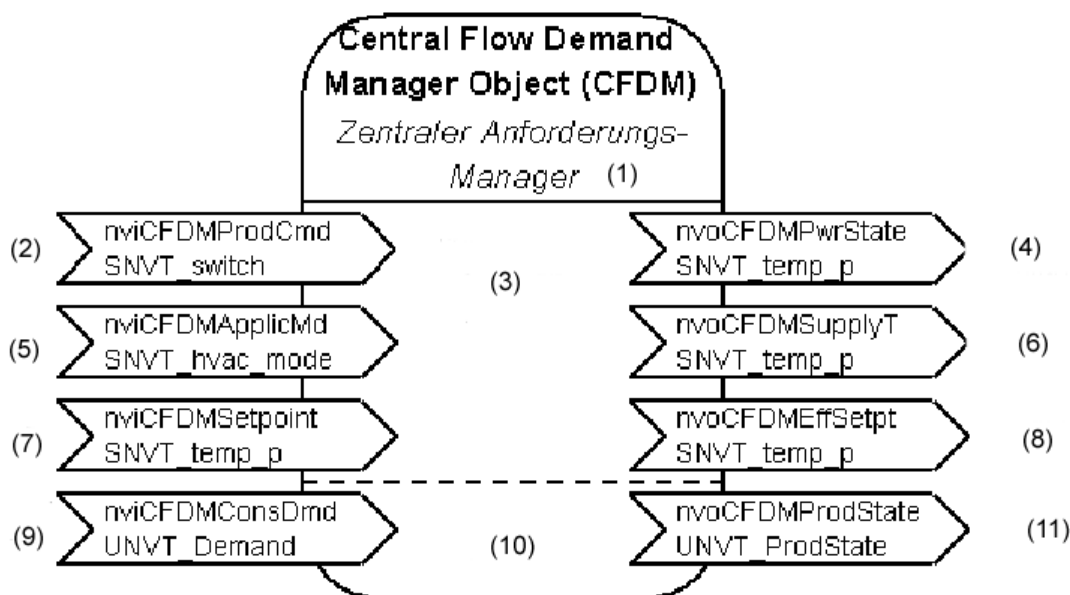 Central Flow Demand
Manager Object (CFDM)
Zentraler Anforderungs-
Manager (1)
(2)
nviCFDMProdCmd
SNVT_switch
(3)
nvoCFDMPwrState
SNVT_temp_p
(4)
(5)
nviCFDMApplicMd
SNVT_hvac_mode
nvoCFDMSupplyT
SNVT_temp_p
(6)
(7)
nviCFDMSetpoint
SNVT_temp_p
nvoCFDMEffSetpt
SNVT_temp_p
(8)
(9)
nviCFDMConsDmd
UNVT_Demand
(10)
nvoCFDMProdState
UNVT_ProdState
(11)